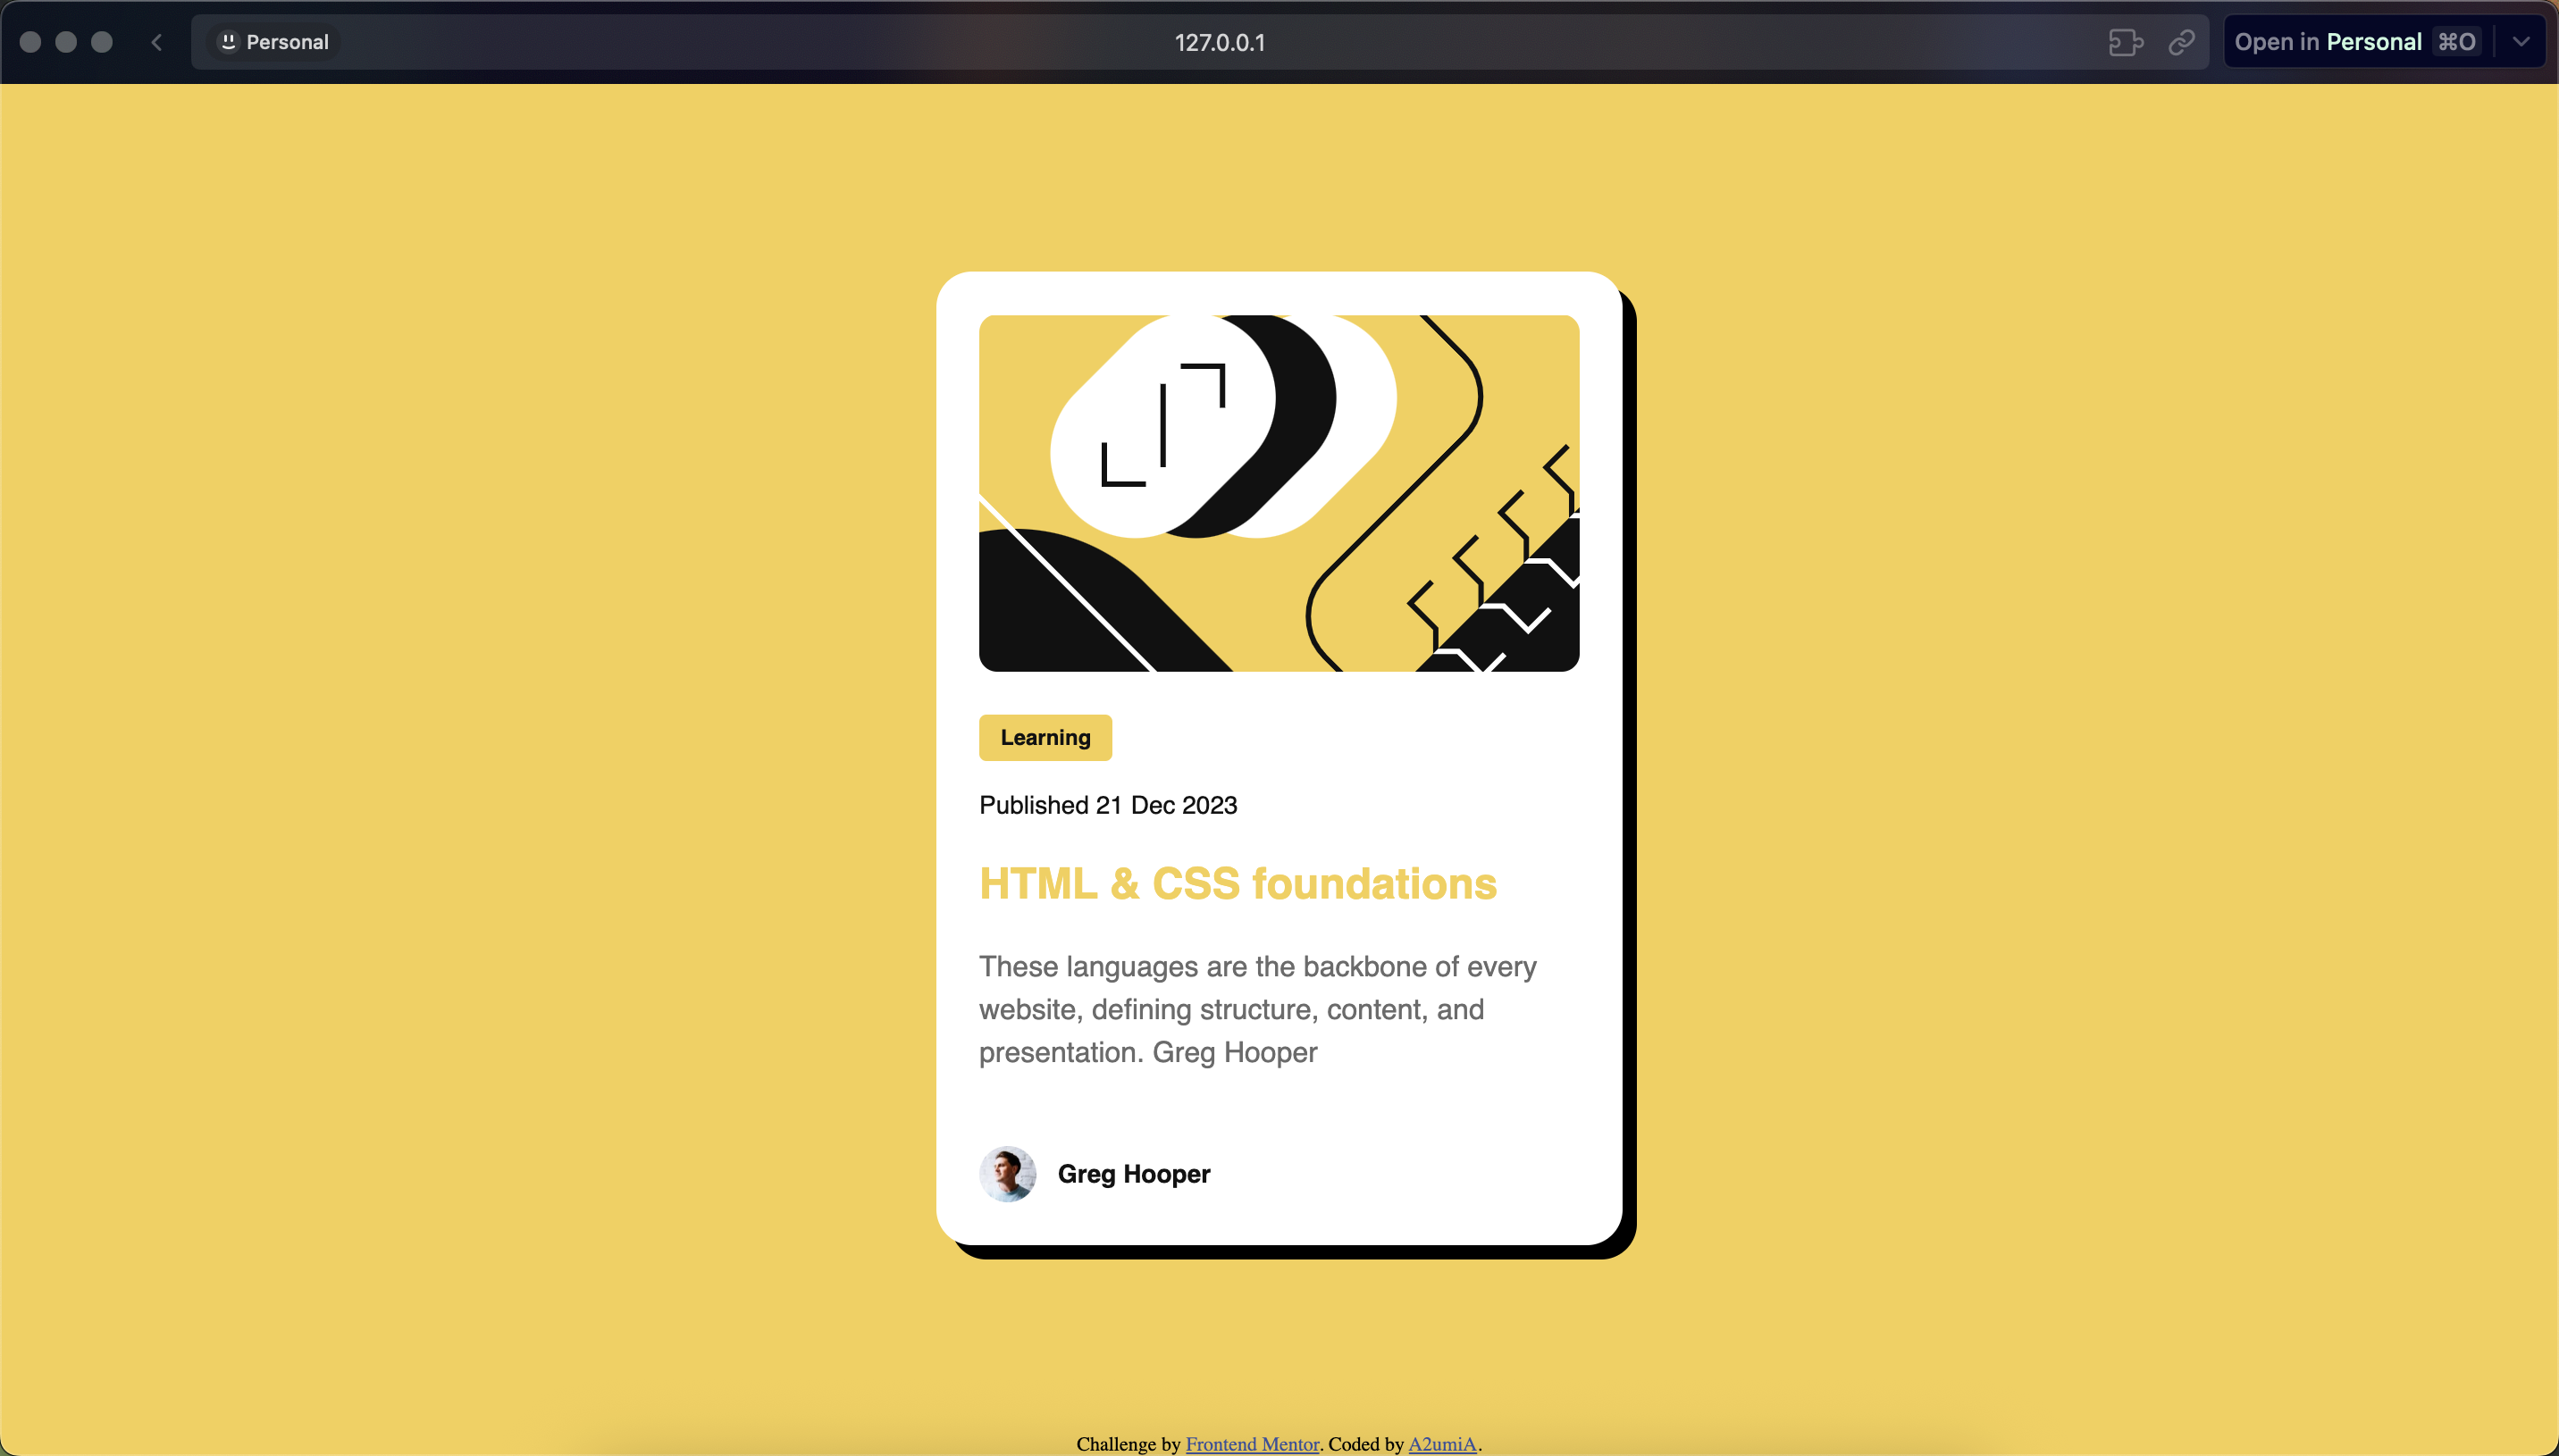 Personal
127.0.0.1
Open in Personal ⌘O
Learning
Published 21 Dec 2023
HTML & CSS foundations
These languages are the backbone of every
website, defining structure, content, and
presentation. Greg Hooper
Greg Hooper
Challenge by Frontend Mentor. Coded by A2umiA.